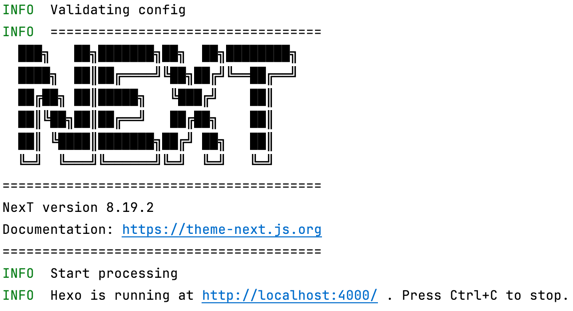 INFO  Validating config
INFO  ==================================
NEXT
========================================
NexT version 8.19.2
Documentation: https://theme-next.js.org
========================================
INFO  Start processing
INFO  Hexo is running at http://localhost:4000/ . Press Ctrl+C to stop.